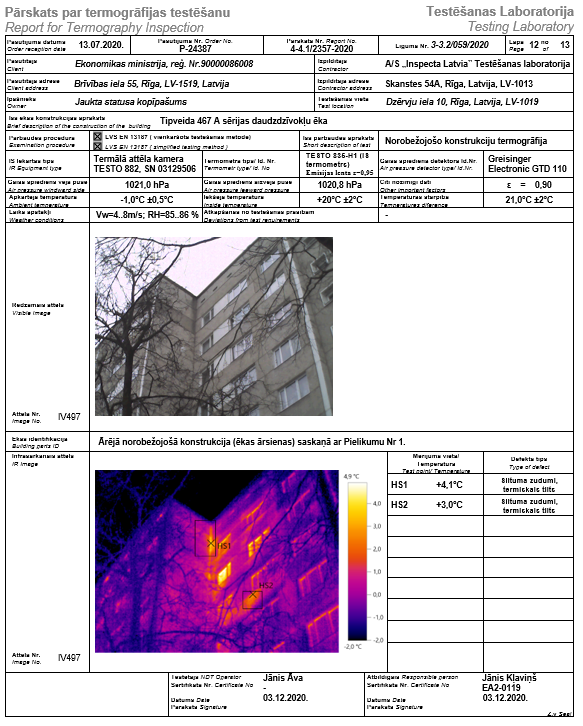 Pārskats par termogrāfijas testēšanu
Testēšanas Laboratorija
Report for Termography Inspection
Testing Laboratory
Pasūtījuma datums
Order reception date
13.07.2020.
Pasūtījuma Nr. Order No.
P-24387
Pārskata Nr. Report No.
4-4.1/2357-2020
Līguma Nr. 3-3.2/059/2020
Lapa 12 no 13
Page of
Pasūtītājs
Client
Ekonomikas ministrija, reģ. Nr.90000086008
Izpildītājs
Contractor
A/S „Inspecta Latvia” Testēšanas laboratorija
Pasūtītāja adrese
Client address
Brīvības iela 55, Rīga, LV-1519, Latvija
Izpildītāja adrese
Contractor address
Skanstes 54A, Rīga, Latvija, LV-1013
Īpašnieks
Owner
Jaukta statusa kopīpašums
Testēšanas vieta
Test location
Dzērvju iela 10, Rīga, Latvija, LV-1019
Īss ēkas konstrukcijas apraksts
Brief description of the construction of the building
Tipveida 467 A sērijas daudzdzīvokļu ēka
Pārbaudes procedūra
Examination procedure
LVS EN 13187 ( vienkāršota testēšanas metode)
LVS EN 13187 ( simplified testing method )
Īss pārbaudes apraksts
Short description of test
Norobežojošo konstrukciju termogrāfija
IS iekārtas tips
IR Equipment type
Termālā attēla kamera
TESTO 882, SN 03129506
Termometra tips/ Id. Nr.
Termometr type/ Id. No
TESTO 835-H1 (IS
termometrs)
Emisijas lenta ε=0,95
Gaisa spiediena detektora Id.Nr.
Air pressure detector type/ Id.Nr.
Greisinger
Electronic GTD 110
Gaisa spiediens vēja pusē
Air pressure windward side
1021,0 hPa
Gaisa spiediens aizvēja pusē
Air pressure leeward pressure
1020,8 hPa
Citi nozīmīgi dati
Other important factors
ε = 0,90
Apkārtējā temperatūra
Ambient temperature
-1,0°C ±0,5°C
Iekšējā temperatūra
Inside temperature
+20°C ±2°C
Temperatūras starpība
Temperatures diference
21,0°C ±2°C
Laika apstākļi
Weather conditions
Vw=4..8m/s; RH=85..86 %
Atkāpšanās no testēšanas prasībām
Deviations from test requirements
-
Redzamais attēls
Visible image
Attēla Nr.
Image No.
IV497
Ēkas identifikācija
Building parts ID
Ārējā norobežojošā konstrukcija (ēkas ārsienas) saskaņā ar Pielikumu Nr 1.
Infrasarkanais attēls
IR Image
Mērījuma vieta/
Temperatūra
Test point/ Temperature
Defekta tips
Type of defect
HS1 +4,1°C
Siltuma zudumi,
termiskais tilts
HS2 +3,0°C
Siltuma zudumi,
termiskais tilts
4,9 °C
4,0
3,0
2,0
1,0
0,0
-1,0
-2,0
-2,0 °C
HS1
HS2
Attēla Nr.
Image No.
IV497
Testētājs NDT Operator
Jānis Āva
Sertifikāta Nr. Certificate No
-
Datums Date
03.12.2020.
Paraksts Signature
Atbildīgais Responsible person
Jānis Kļaviņš
Sertifikāta Nr. Certificate No
EA2-0119
Datums Date
03.12.2020.
Paraksts Signature
Z.v Seal